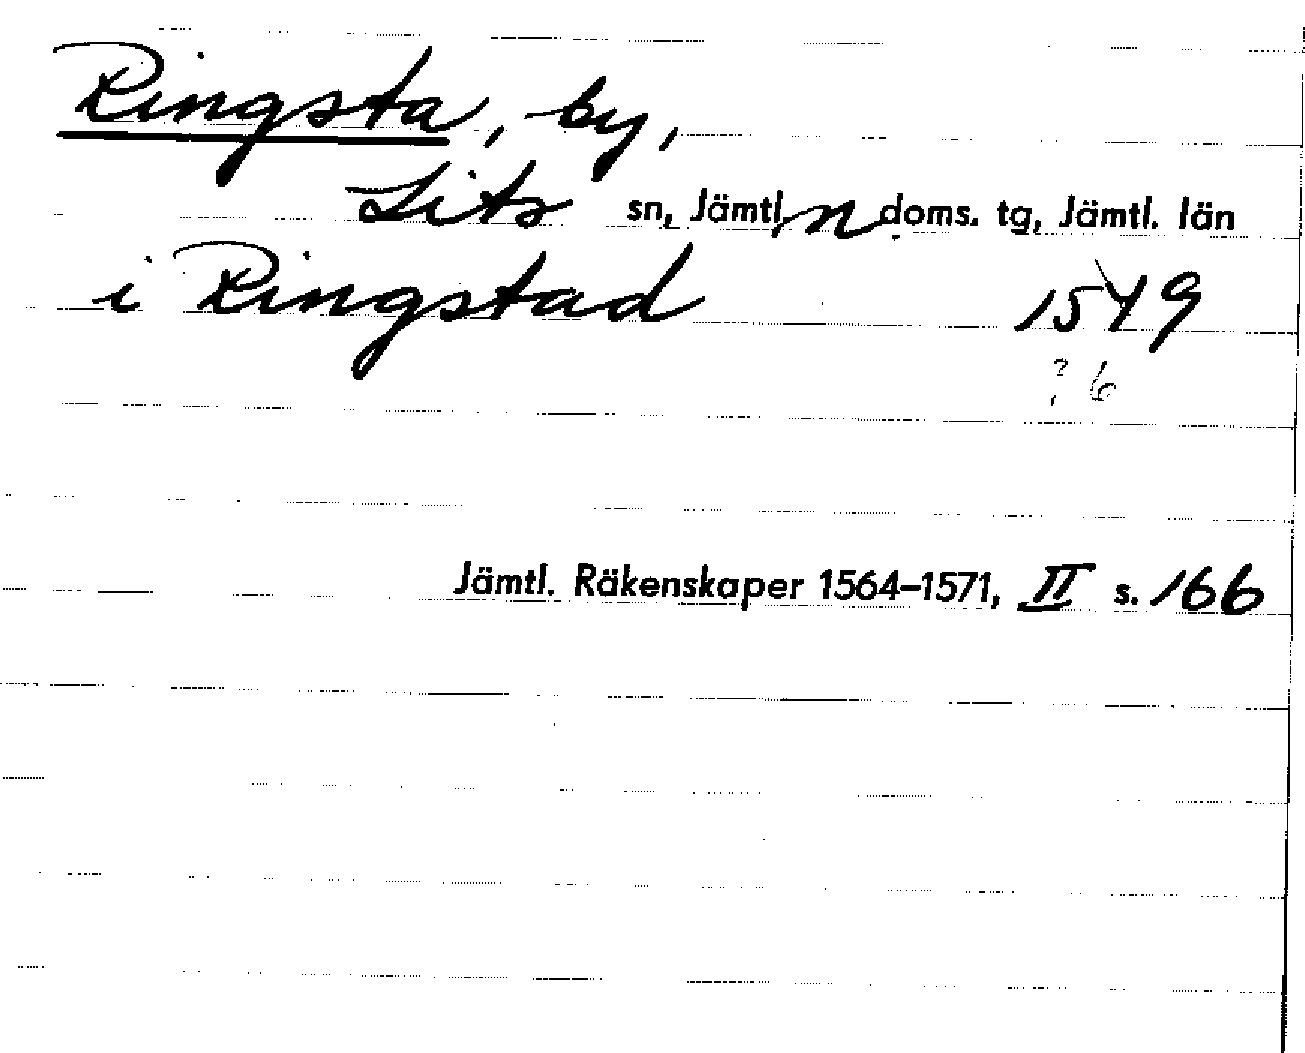 Ringsta, by,
Lits sn, Jämtl. n doms. tg, Jämtl. län
i Ringstad 1549
? 6
Jämtl. Räkenskaper 1564–1571, II s. 166